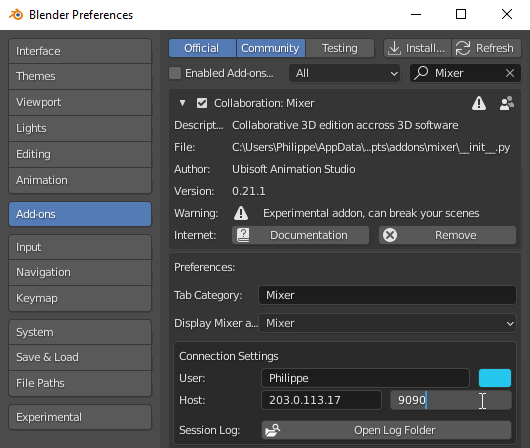 Blender Preferences
Interface
Themes
Viewport
Lights
Editing
Animation
Add-ons
Input
Navigation
Keymap
System
Save & Load
File Paths
Experimental
Official Community Testing Install... Refresh
Enabled Add-ons... All Mixer
Collaboration: Mixer
Descript... Collaborative 3D edition accross 3D software
File: C:\Users\Philippe\AppData\...pts\addons\mixer\__init__.py
Author: Ubisoft Animation Studio
Version: 0.21.1
Warning: Experimental addon, can break your scenes
Internet: Documentation Remove
Preferences:
Tab Category: Mixer
Display Mixer a... Mixer
Connection Settings
User: Philippe
Host: 203.0.113.17 9090
Session Log: Open Log Folder